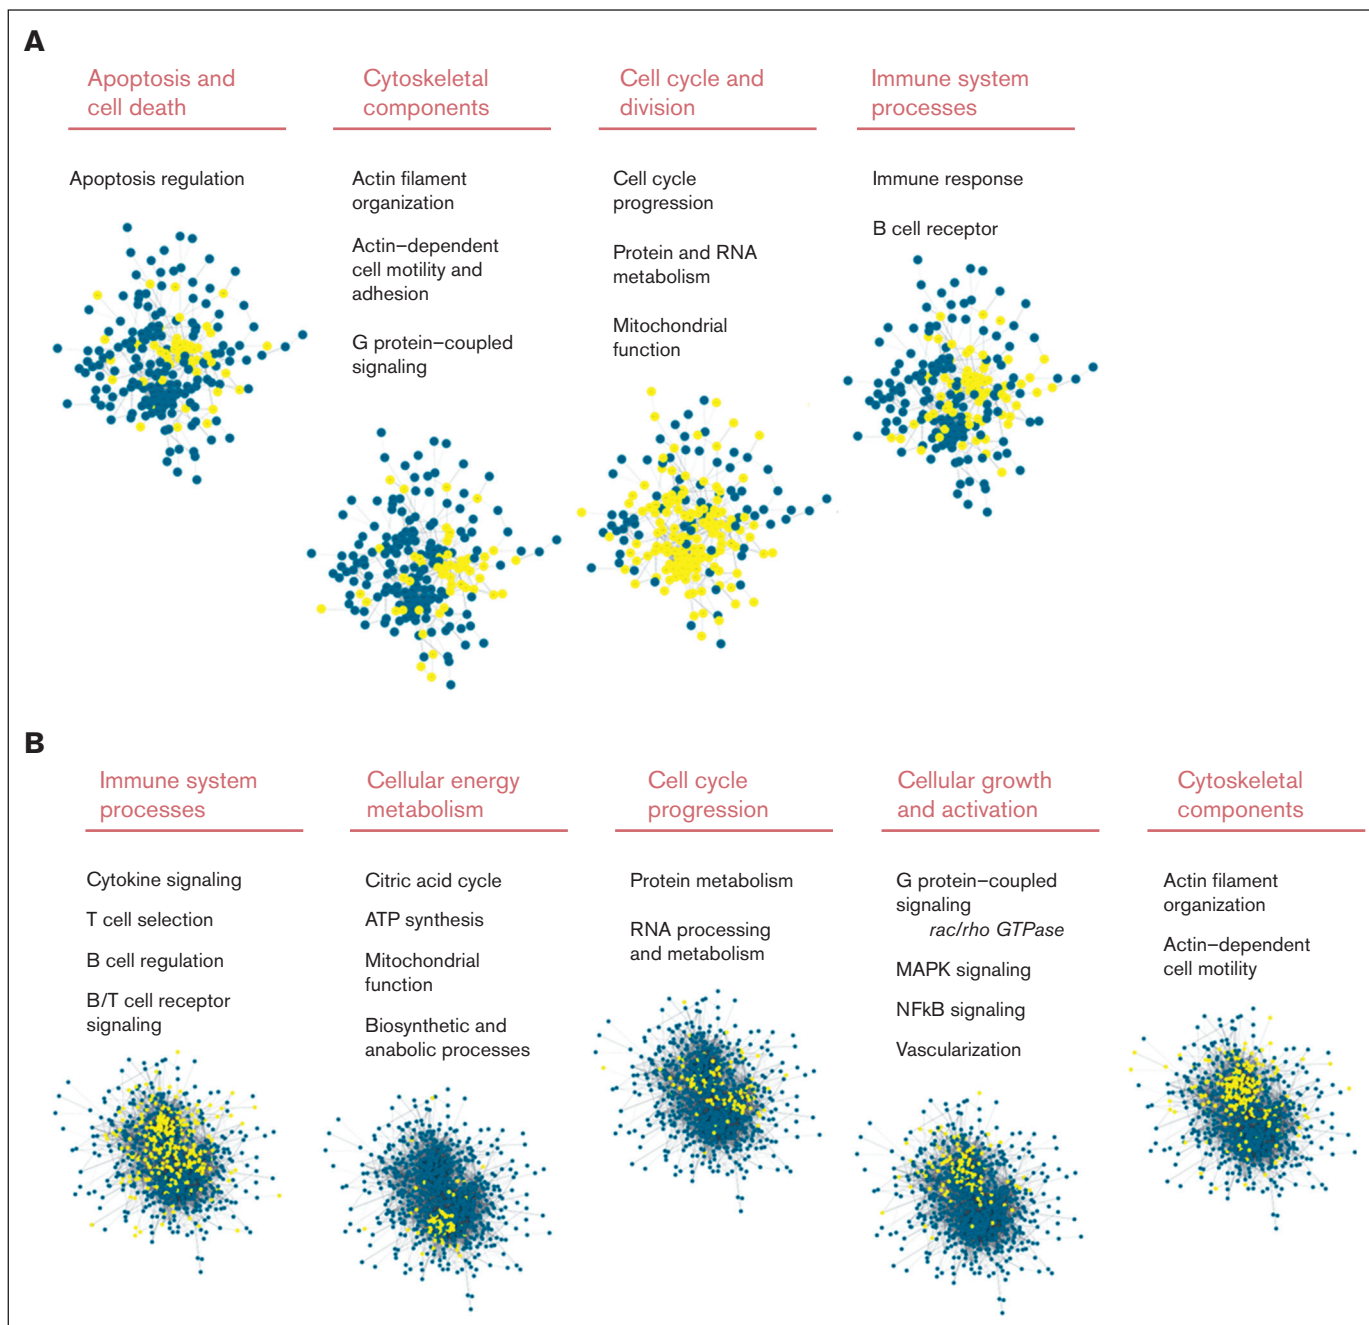 A
Apoptosis and
cell death
Apoptosis regulation
Cytoskeletal
components
Actin filament
organization
Actin–dependent
cell motility and
adhesion
G protein–coupled
signaling
Cell cycle and
division
Cell cycle
progression
Protein and RNA
metabolism
Mitochondrial
function
Immune system
processes
Immune response
B cell receptor
B
Immune system
processes
Cytokine signaling
T cell selection
B cell regulation
B/T cell receptor
signaling
Cellular energy
metabolism
Citric acid cycle
ATP synthesis
Mitochondrial
function
Biosynthetic and
anabolic processes
Cell cycle
progression
Protein metabolism
RNA processing
and metabolism
Cellular growth
and activation
G protein–coupled
signaling
rac/rho GTPase
MAPK signaling
NFkB signaling
Vascularization
Cytoskeletal
components
Actin filament
organization
Actin–dependent
cell motility